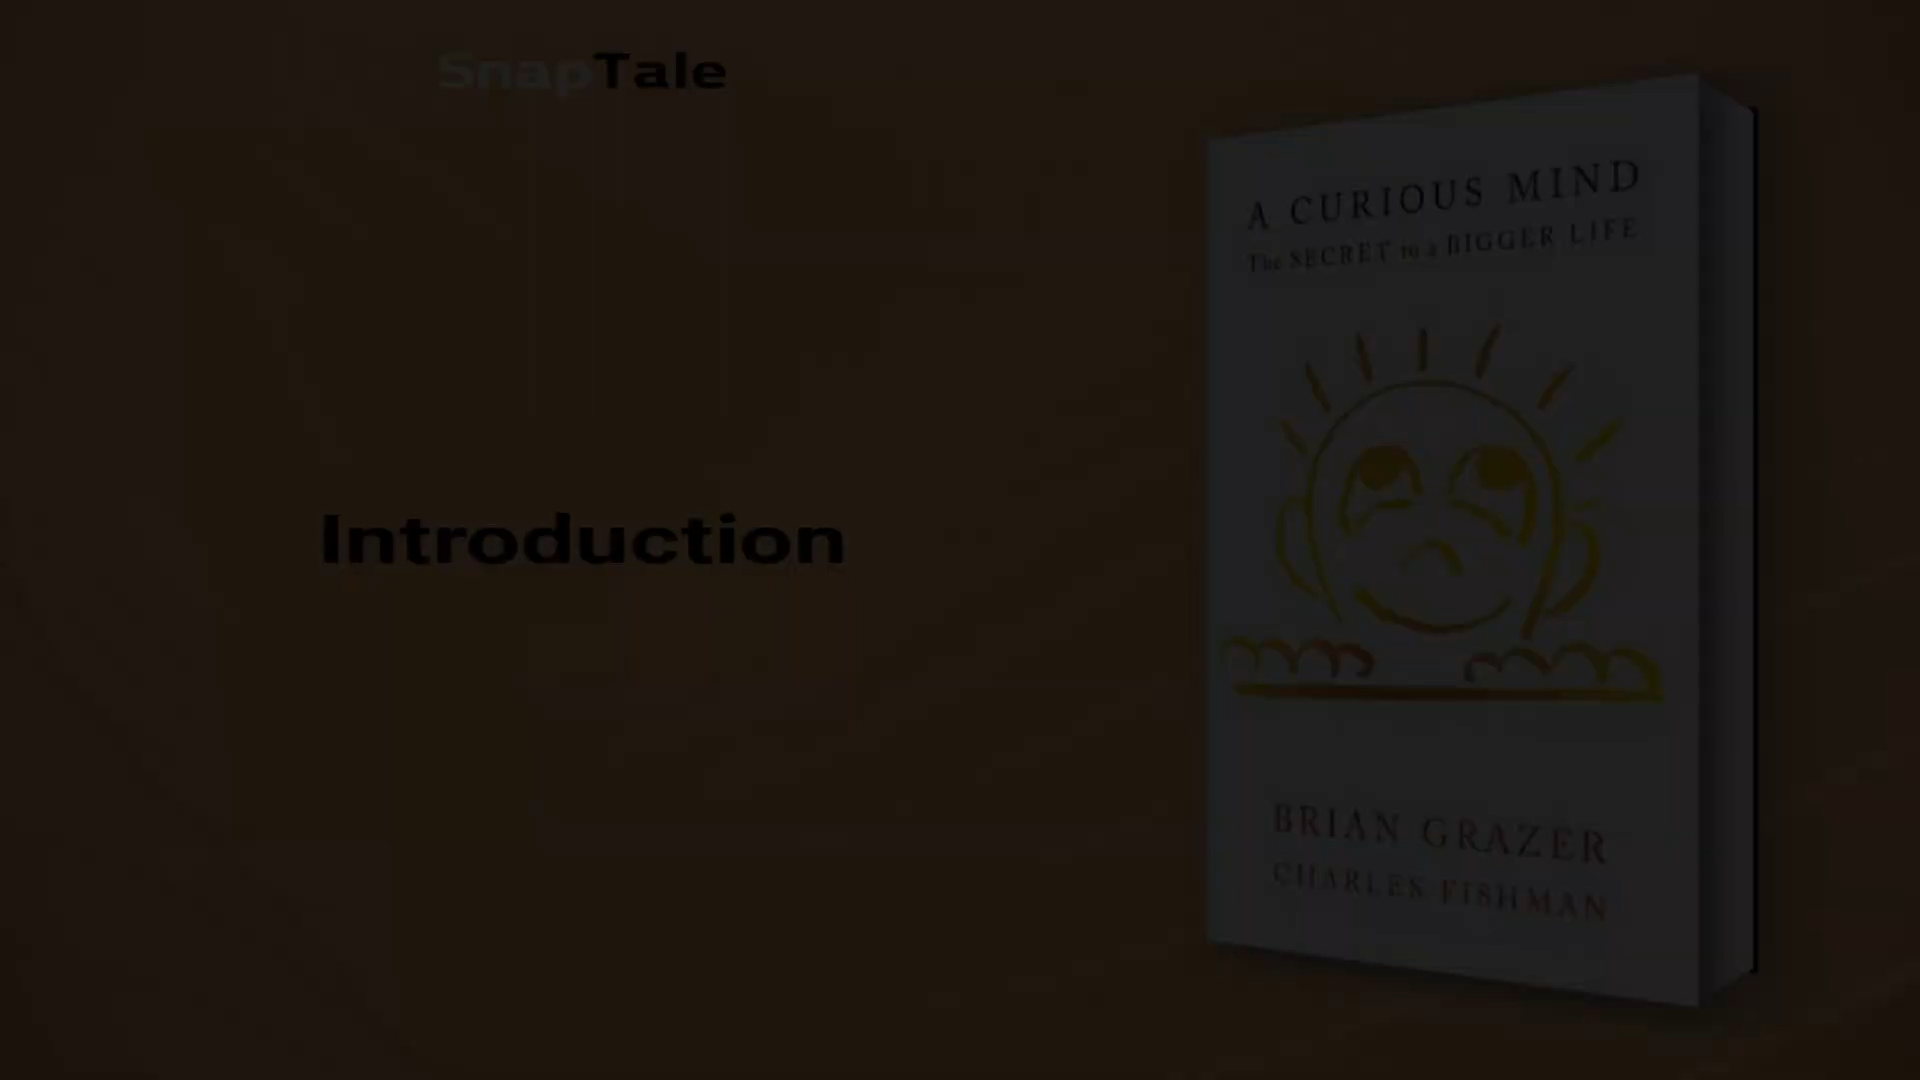 SnapTale
Introduction
A CURIOUS MIND
The SECRET to a BIGGER LIFE
BRIAN GRAZER
CHARLES FISHMAN